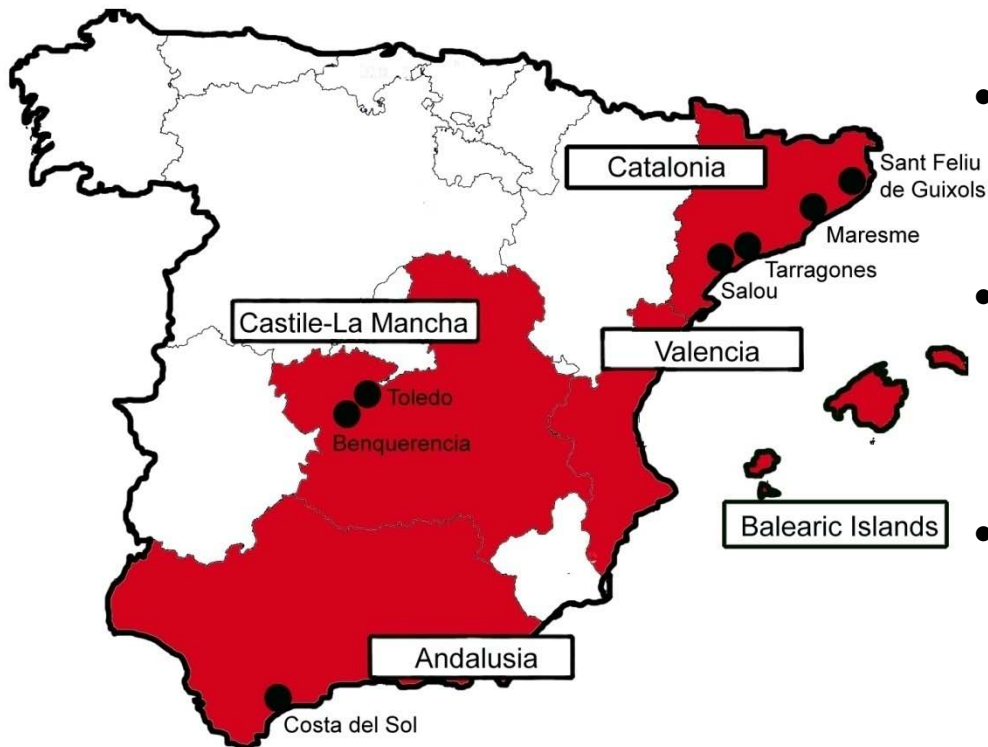 Catalonia
Sant Feliu
de Guixols
Maresme
Tarragones
Salou
Castile-La Mancha
Valencia
Toledo
Benquerencia
Balearic Islands
Andalusia
Costa del Sol